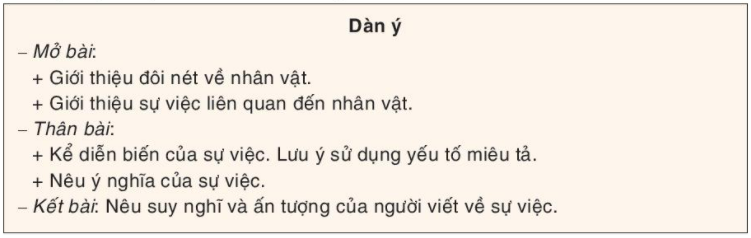 Dàn ý
– Mở bài:
+ Giới thiệu đôi nét về nhân vật.
+ Giới thiệu sự việc liên quan đến nhân vật.
– Thân bài:
+ Kể diễn biến của sự việc. Lưu ý sử dụng yếu tố miêu tả.
+ Nêu ý nghĩa của sự việc.
– Kết bài: Nêu suy nghĩ và ấn tượng của người viết về sự việc.